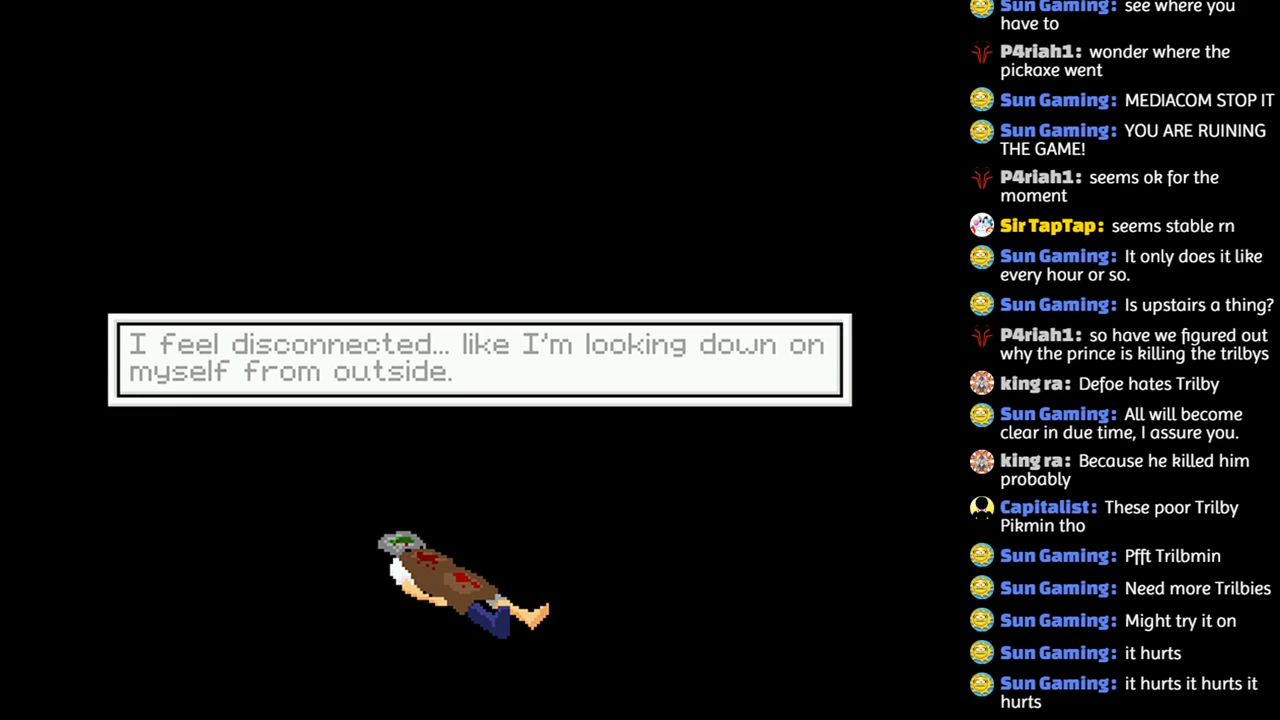 I feel disconnected... like I'm looking down on
myself from outside.
Sun Gaming: see where you
have to
P4riah1: wonder where the
pickaxe went
Sun Gaming: MEDIACOM STOP IT
Sun Gaming: YOU ARE RUINING
THE GAME!
P4riah1: seems ok for the
moment
Sir TapTap: seems stable rn
Sun Gaming: It only does it like
every hour or so.
Sun Gaming: Is upstairs a thing?
P4riah1: so have we figured out
why the prince is killing the trilbys
king ra: Defoe hates Trilby
Sun Gaming: All will become
clear in due time, I assure you.
king ra: Because he killed him
probably
Capitalist: These poor Trilby
Pikmin tho
Sun Gaming: Pfft Trilbmin
Sun Gaming: Need more Trilbies
Sun Gaming: Might try it on
Sun Gaming: it hurts
Sun Gaming: it hurts it hurts it
hurts